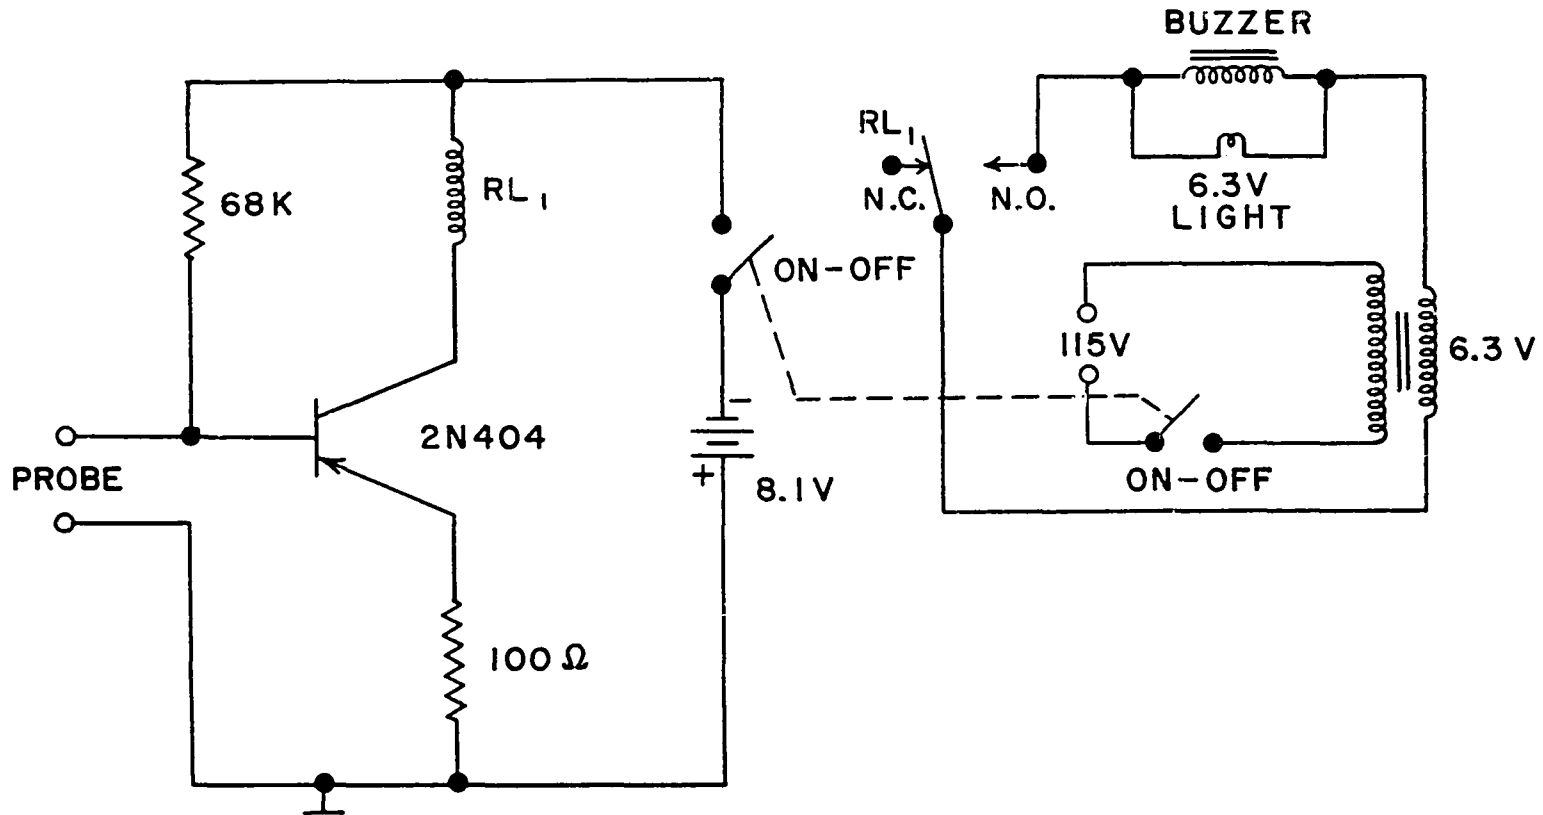 BUZZER
RL1
N.C.
N.O.
6.3V
LIGHT
68K
RL1
ON-OFF
115V
6.3 V
2N404
PROBE
-
+
8.1V
ON-OFF
100 Ω